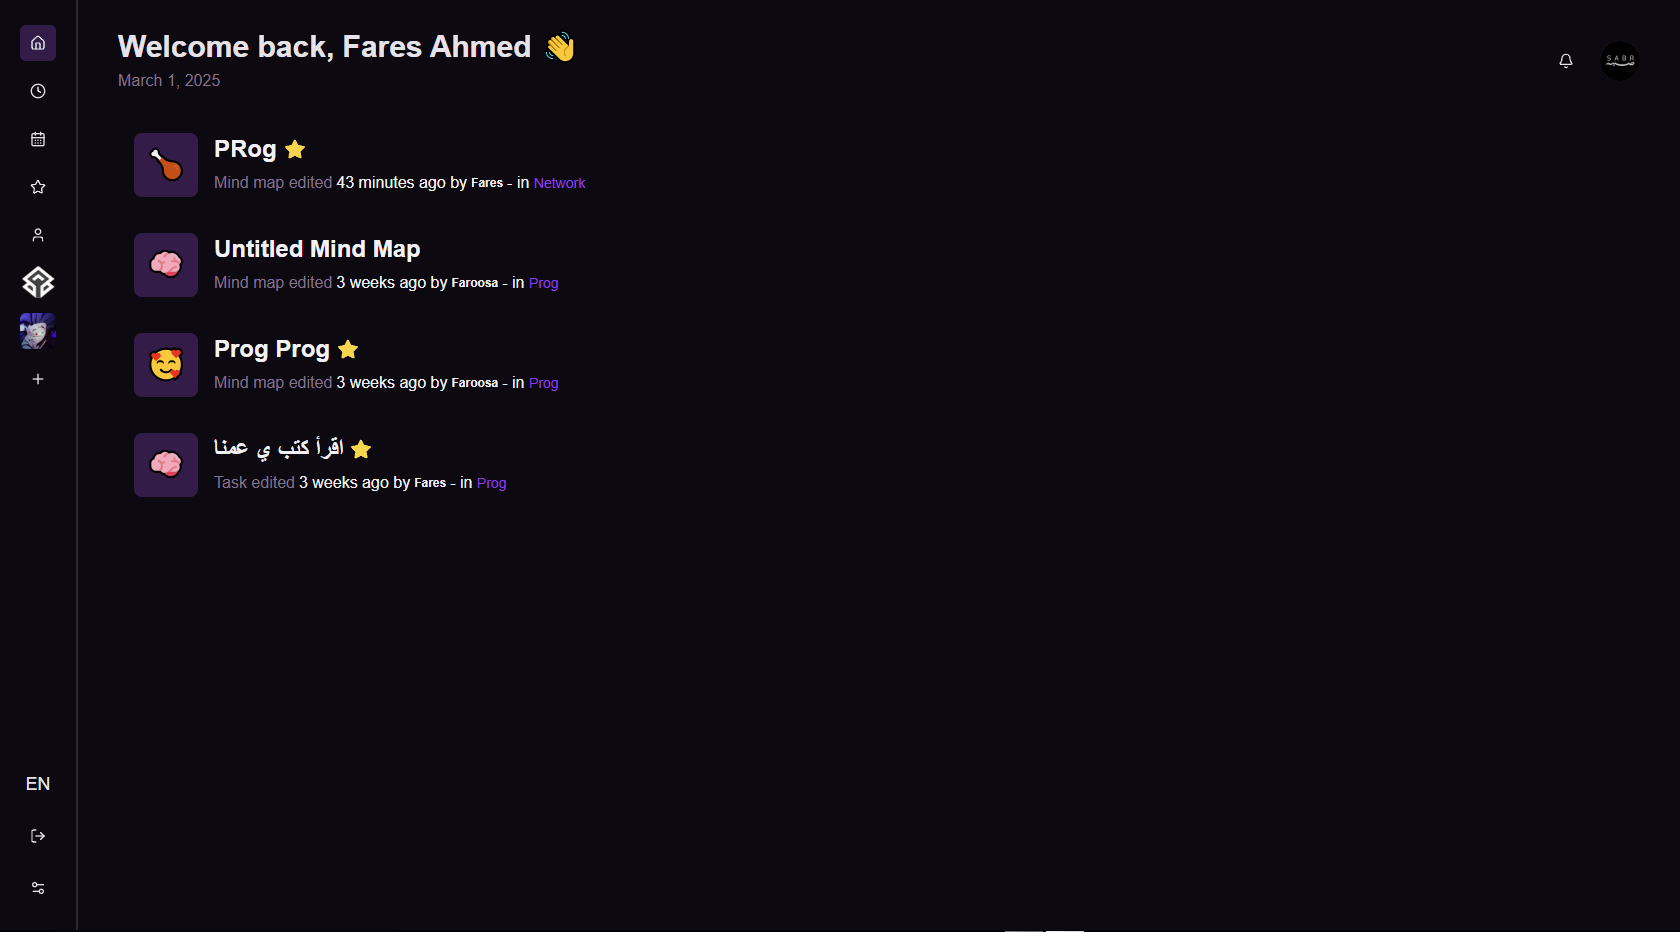 Welcome back, Fares Ahmed 👋
March 1, 2025
SABR
PRog ⭐
Mind map edited 43 minutes ago by Fares - in Network
Untitled Mind Map
Mind map edited 3 weeks ago by Faroosa - in Prog
Prog Prog ⭐
Mind map edited 3 weeks ago by Faroosa - in Prog
اقرأ كتب ي عمنا ⭐
Task edited 3 weeks ago by Fares - in Prog
EN